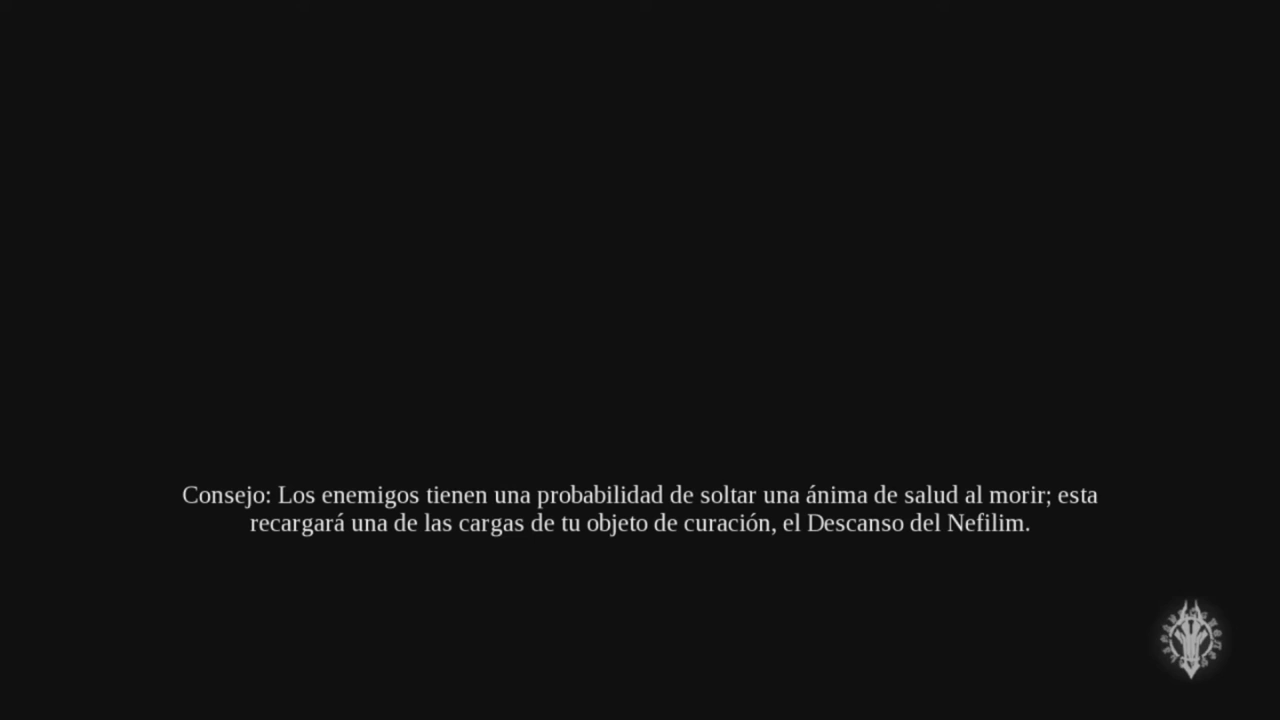 Consejo: Los enemigos tienen una probabilidad de soltar una ánima de salud al morir; esta
recargará una de las cargas de tu objeto de curación, el Descanso del Nefilim.